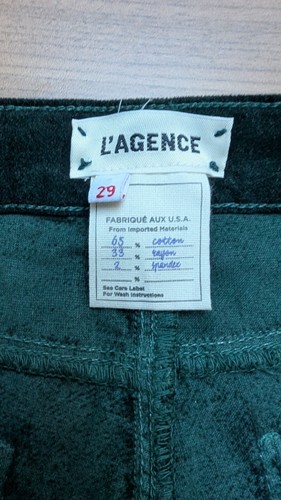 L'AGENCE
29
FABRIQUÉ AUX U.S.A.
From Imported Materials
65 % cotton
33 % rayon
2 % spandex
%
See Care Label
For Wash Instructions